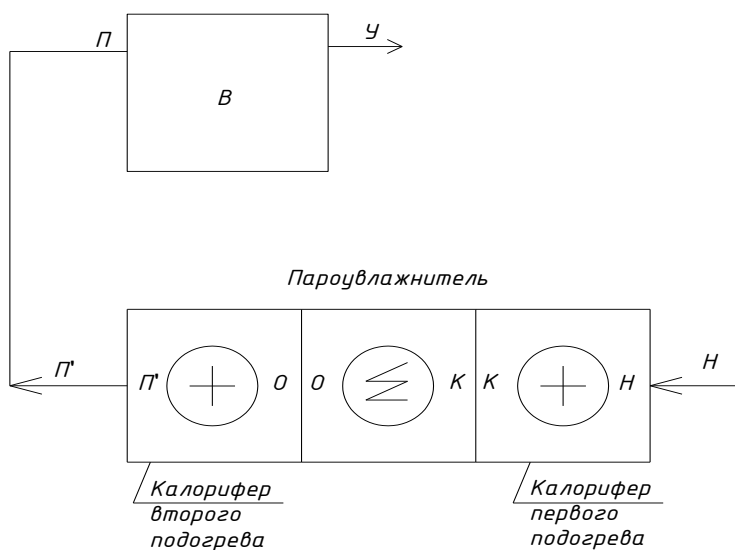 П
У
В
Пароувлажнитель
П'
П'
О
О
К
К
Н
Н
Калорифер
второго
подогрева
Калорифер
первого
подогрева